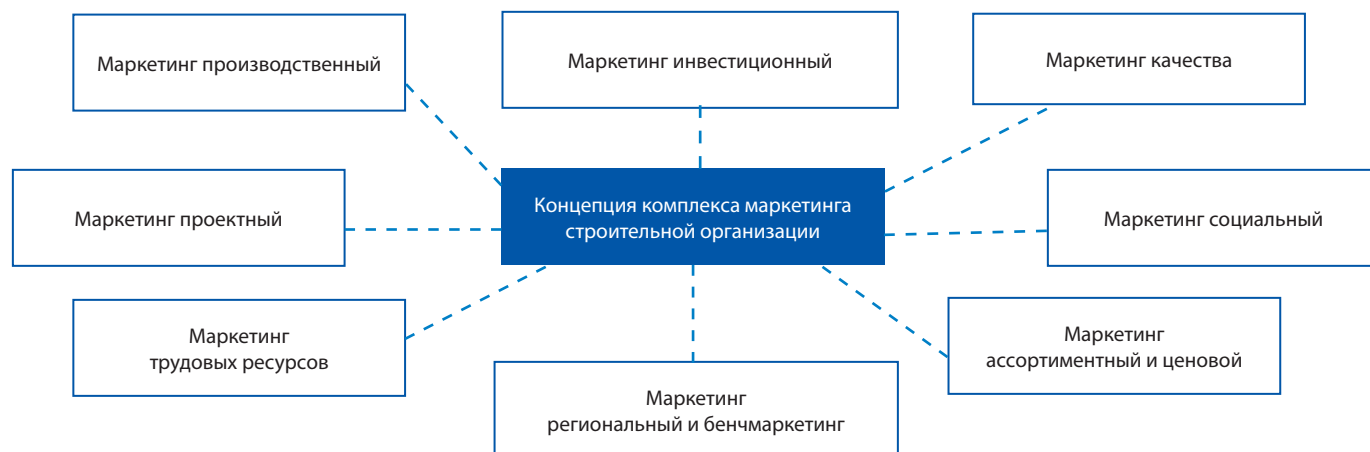 Маркетинг производственный
Маркетинг инвестиционный
Маркетинг качества
Маркетинг проектный
Концепция комплекса маркетинга
строительной организации
Маркетинг социальный
Маркетинг
трудовых ресурсов
Маркетинг
региональный и бенчмаркетинг
Маркетинг
ассортиментный и ценовой